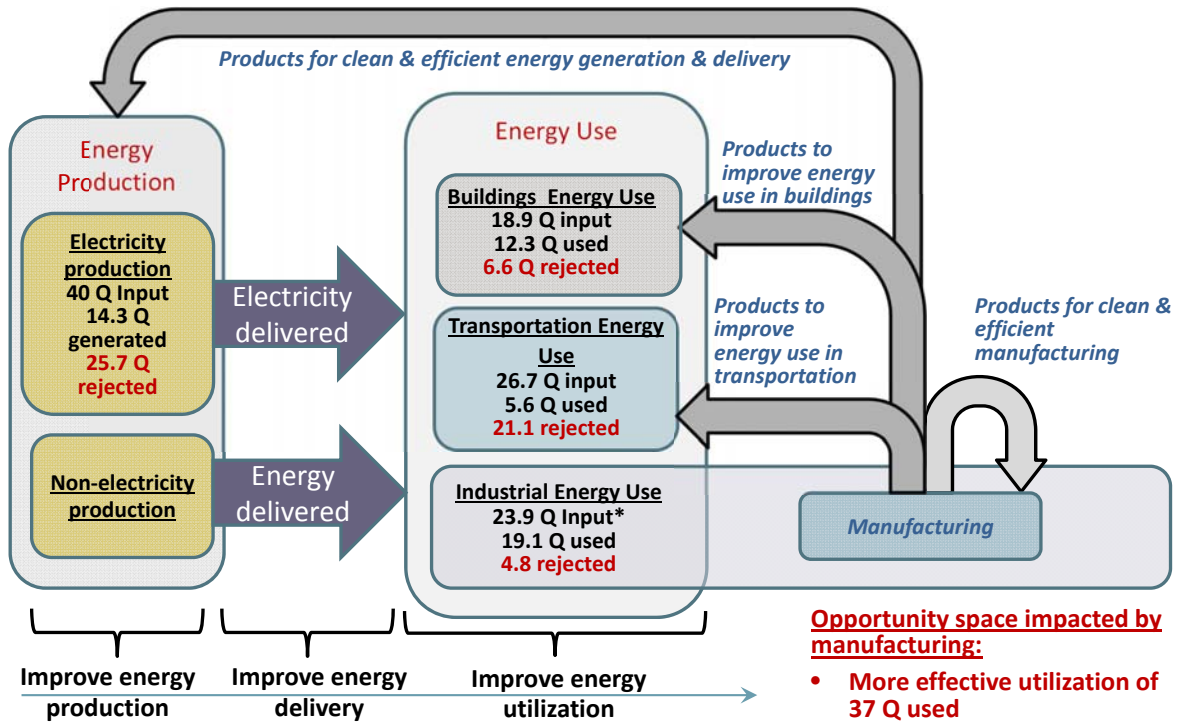 Products for clean & efficient energy generation & delivery
Energy
Production
Electricity
production
40 Q Input
14.3 Q
generated
25.7 Q
rejected
Non-electricity
production
Electricity
delivered
Energy
delivered
Energy Use
Buildings Energy Use
18.9 Q input
12.3 Q used
6.6 Q rejected
Transportation Energy
Use
26.7 Q input
5.6 Q used
21.1 rejected
Industrial Energy Use
23.9 Q Input*
19.1 Q used
4.8 rejected
Products to
improve energy
use in buildings
Products to
improve
energy use in
transportation
Products for clean &
efficient
manufacturing
Manufacturing
Improve energy
production
Improve energy
delivery
Improve energy
utilization
Opportunity space impacted by
manufacturing:
• More effective utilization of
37 Q used